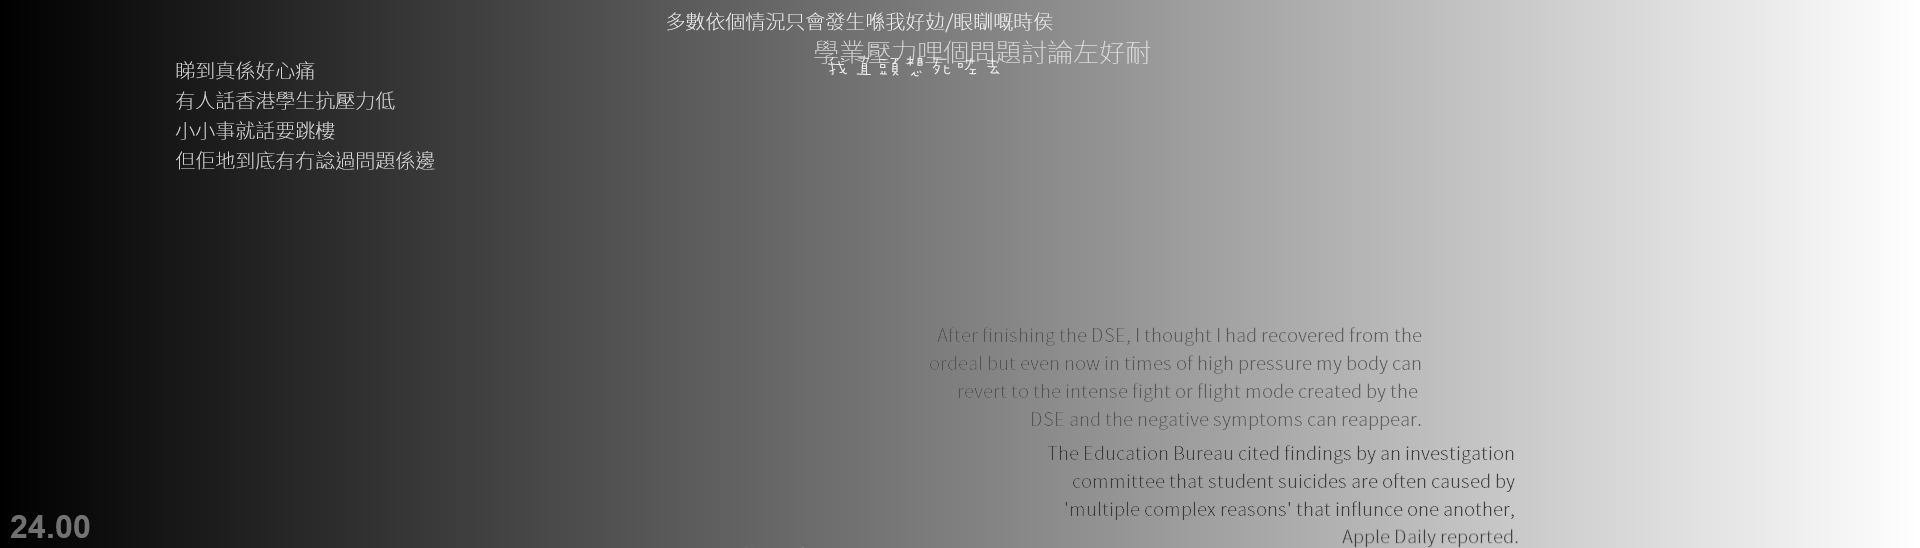 多數依個情況只會發生喺我好攰/眼瞓嘅時侯
學業壓力呢個問題討論左好耐
我直頭想死咗去
睇到真係好心痛
有人話香港學生抗壓力低
小小事就話要跳樓
但佢地到底有冇諗過問題係邊
After finishing the DSE, I thought I had recovered from the
ordeal but even now in times of high pressure my body can
revert to the intense fight or flight mode created by the
DSE and the negative symptoms can reappear.
The Education Bureau cited findings by an investigation
committee that student suicides are often caused by
'multiple complex reasons' that influnce one another,
Apple Daily reported.
24.00